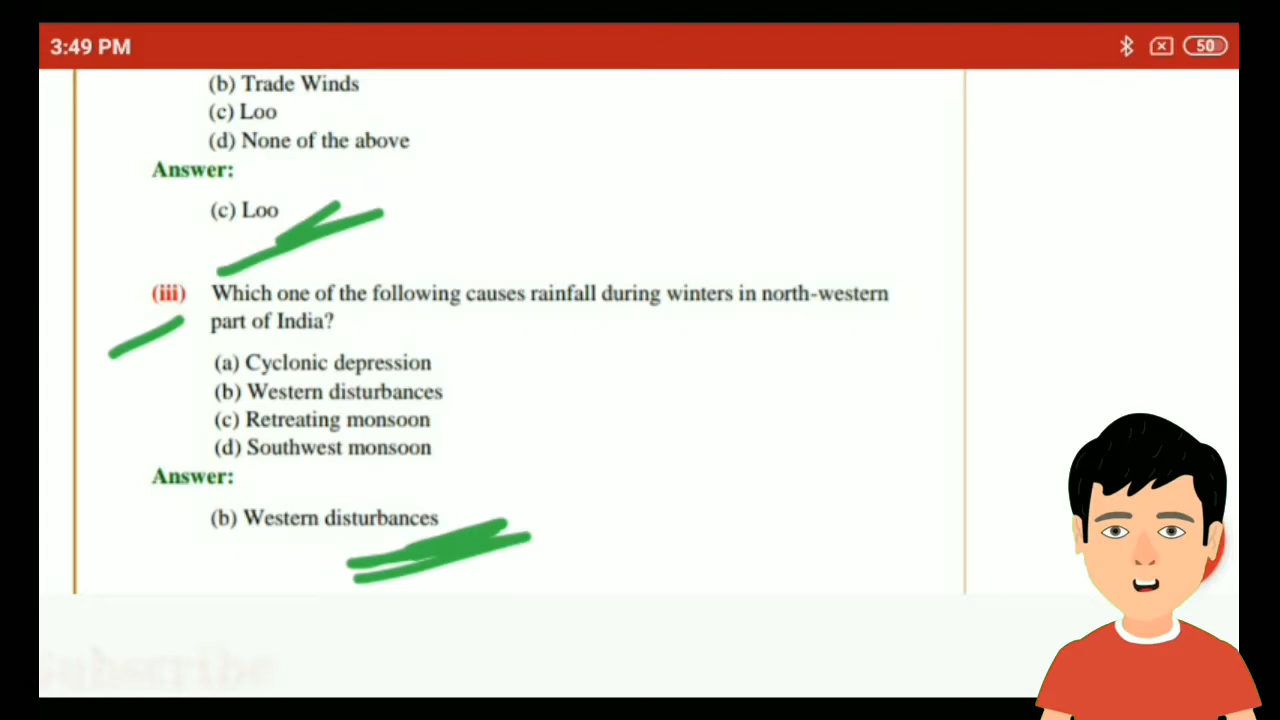 3:49 PM
50
(b) Trade Winds
(c) Loo
(d) None of the above
Answer:
(c) Loo
(iii) Which one of the following causes rainfall during winters in north-western
part of India?
(a) Cyclonic depression
(b) Western disturbances
(c) Retreating monsoon
(d) Southwest monsoon
Answer:
(b) Western disturbances
Subscribe